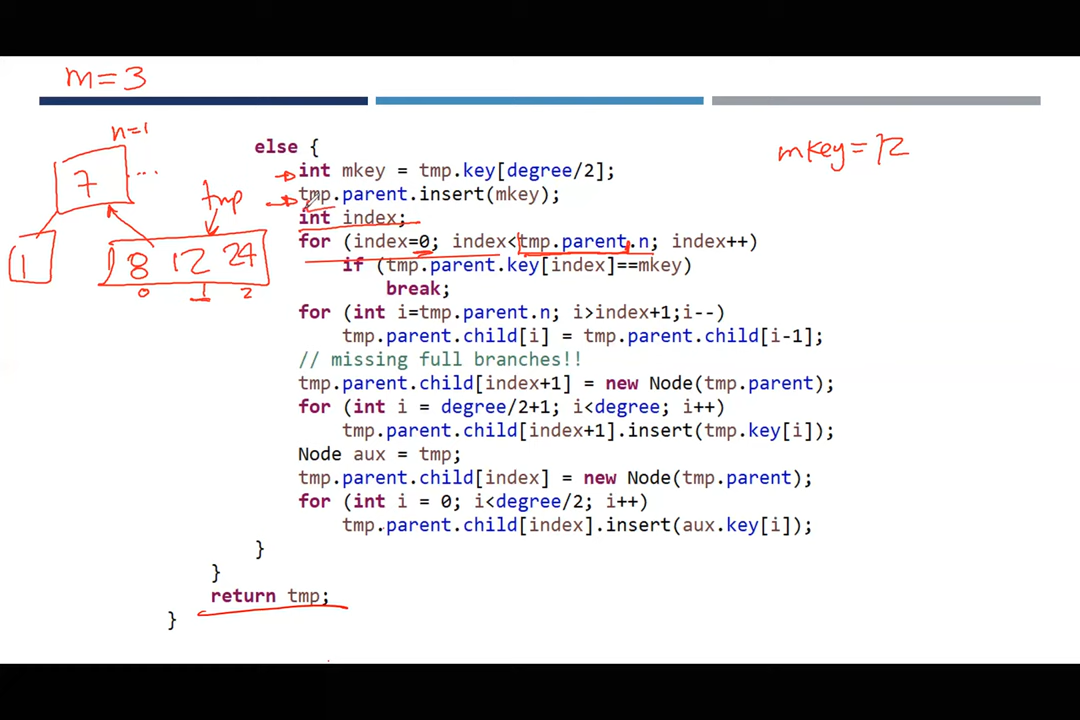 m=3
n=1
7 ...
tmp
1
8 12 24
0 1 2
mkey=12
else {
int mkey = tmp.key[degree/2];
tmp.parent.insert(mkey);
int index;
for (index=0; index<tmp.parent.n; index++)
if (tmp.parent.key[index]==mkey)
break;
for (int i=tmp.parent.n; i>index+1;i--)
tmp.parent.child[i] = tmp.parent.child[i-1];
// missing full branches!!
tmp.parent.child[index+1] = new Node(tmp.parent);
for (int i = degree/2+1; i<degree; i++)
tmp.parent.child[index+1].insert(tmp.key[i]);
Node aux = tmp;
tmp.parent.child[index] = new Node(tmp.parent);
for (int i = 0; i<degree/2; i++)
tmp.parent.child[index].insert(aux.key[i]);
}
}
return tmp;
}